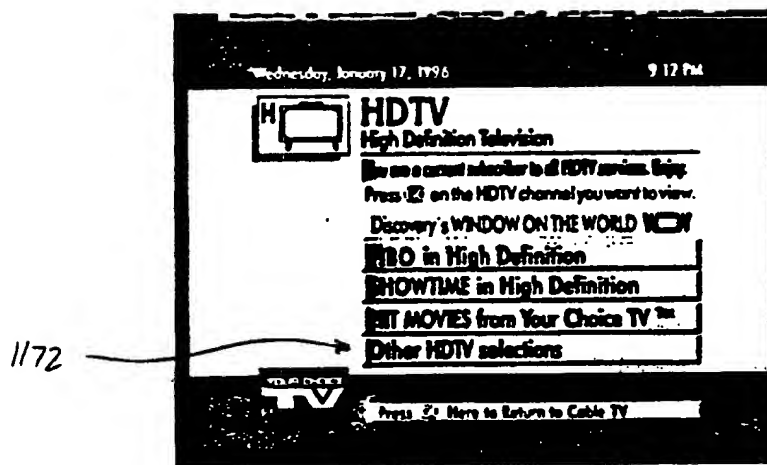 Wednesday, January 17, 1996 9 12 PM
H
HDTV
High Definition Television
You are a current subscriber to all HDTV services. Enjoy.
Press on the HDTV channel you want to view.
Discovery's WINDOW ON THE WORLD
HBO in High Definition
SHOWTIME in High Definition
HIT MOVIES from Your Choice TV
Other HDTV selections
1172
TV
Press Here to Return to Cable TV